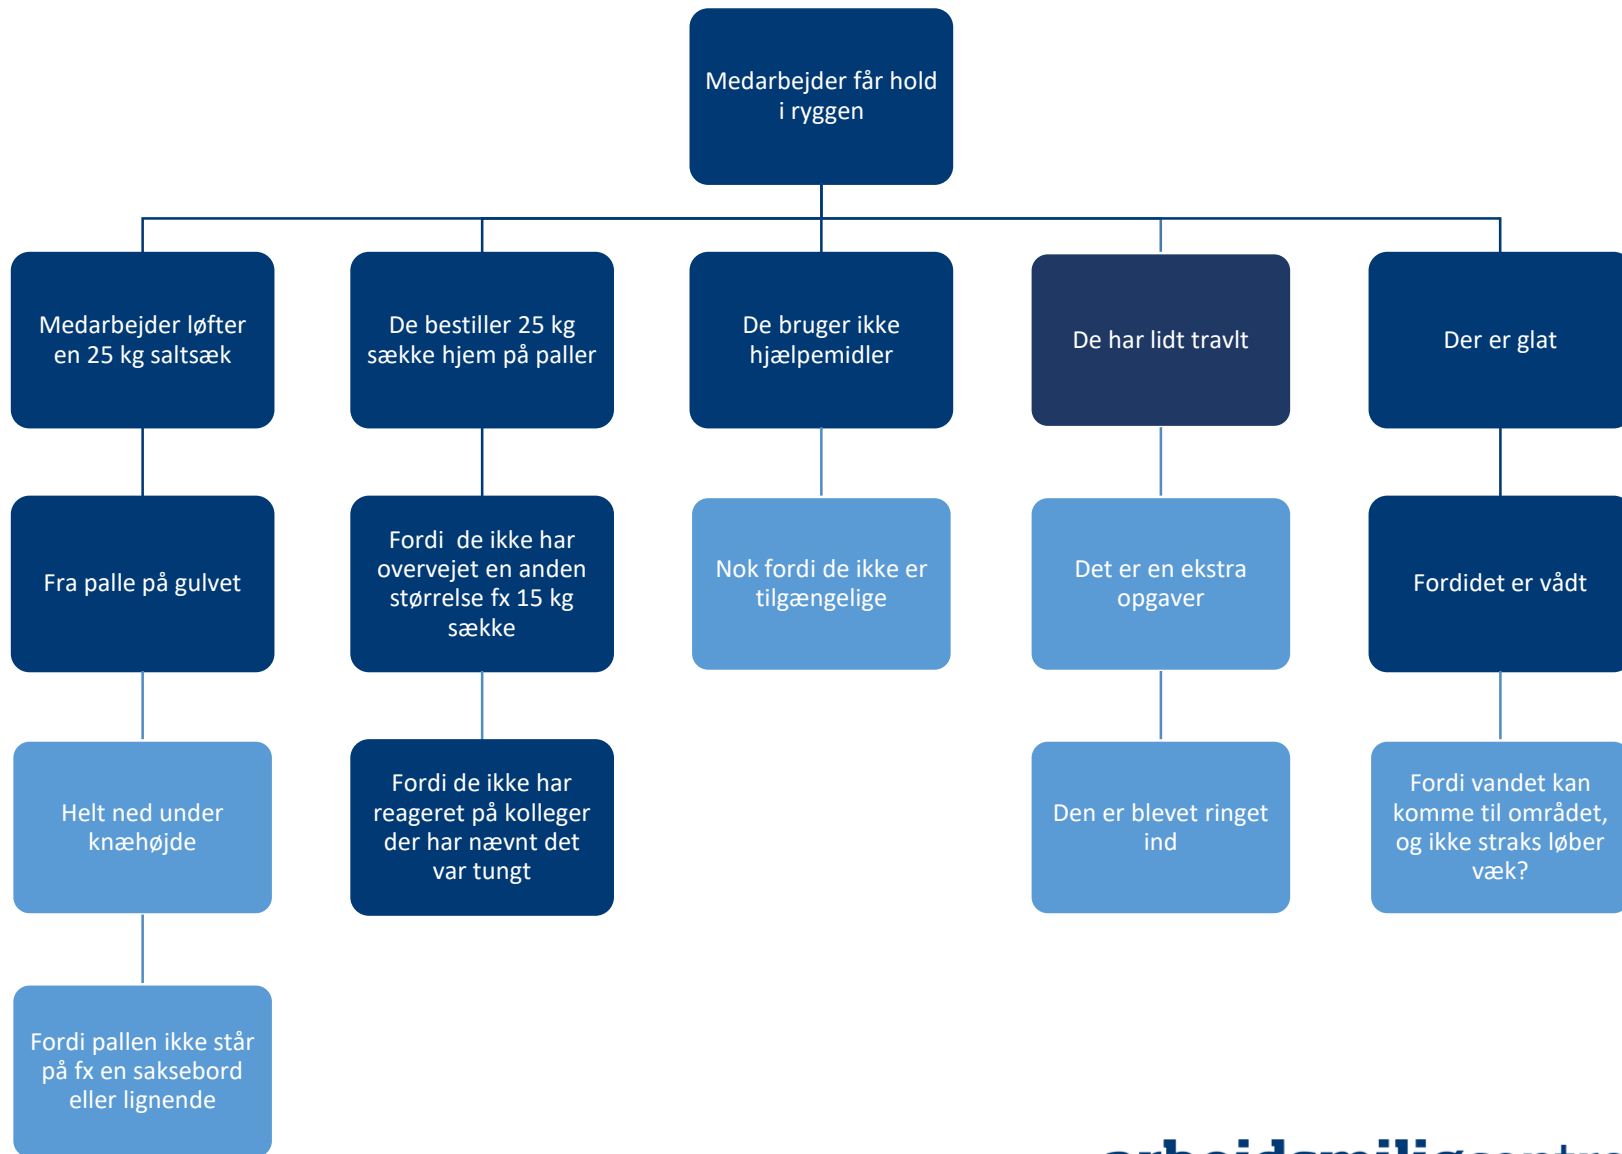 Medarbejder får hold
i ryggen
Medarbejder løfter
en 25 kg saltsæk
De bestiller 25 kg
sække hjem på paller
De bruger ikke
hjælpemidler
De har lidt travlt
Der er glat
Fra palle på gulvet
Fordi de ikke har
overvejet en anden
størrelse fx 15 kg
sække
Nok fordi de ikke er
tilgængelige
Det er en ekstra
opgaver
Fordidet er vådt
Helt ned under
knæhøjde
Fordi de ikke har
reageret på kolleger
der har nævnt det
var tungt
Den er blevet ringet
ind
Fordi vandet kan
komme til området,
og ikke straks løber
væk?
Fordi pallen ikke står
på fx en saksebord
eller lignende